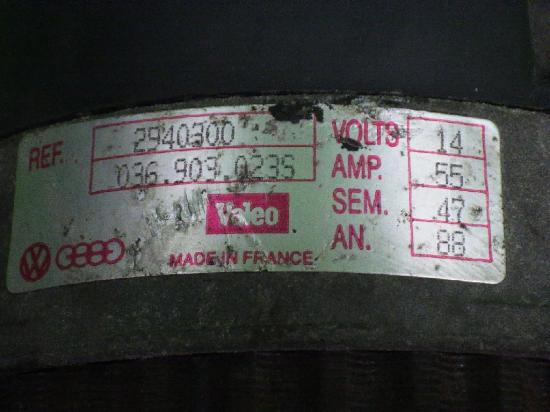 REF. 2940300
036.903.023S
VOLTS 14
AMP. 55
SEM. 47
AN. 88
Valeo
MADE IN FRANCE